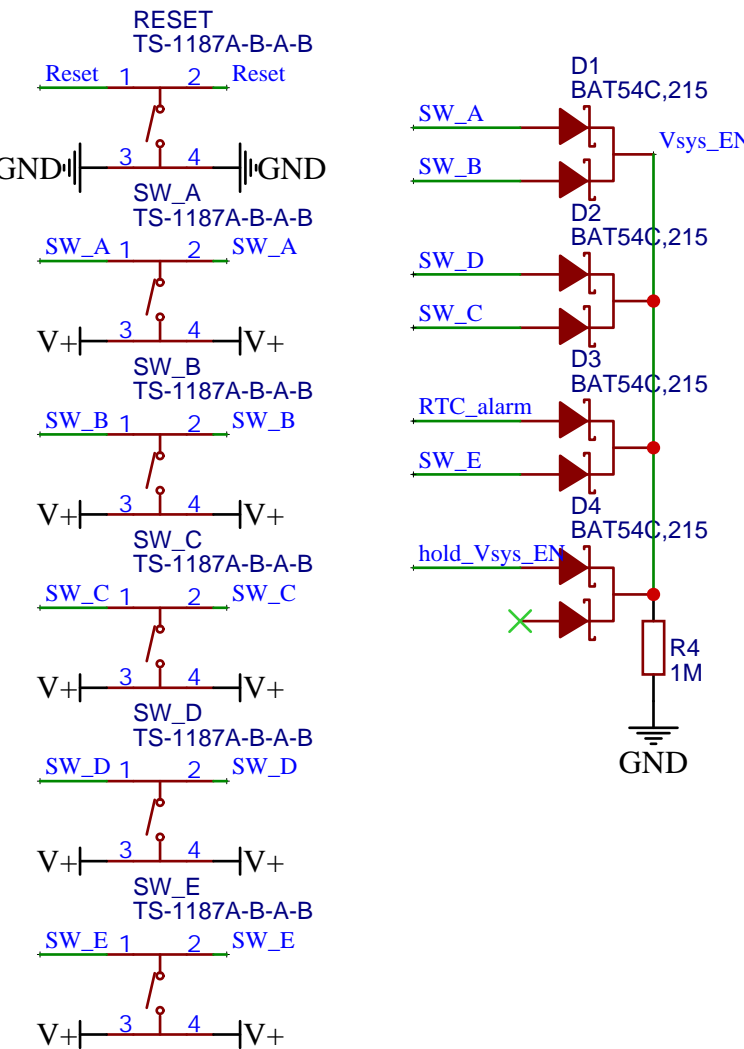 RESET
TS-1187A-B-A-B
Reset 1 2 Reset
GND 3 4 GND
SW_A
TS-1187A-B-A-B
SW_A 1 2 SW_A
V+ 3 4 V+
SW_B
TS-1187A-B-A-B
SW_B 1 2 SW_B
V+ 3 4 V+
SW_C
TS-1187A-B-A-B
SW_C 1 2 SW_C
V+ 3 4 V+
SW_D
TS-1187A-B-A-B
SW_D 1 2 SW_D
V+ 3 4 V+
SW_E
TS-1187A-B-A-B
SW_E 1 2 SW_E
V+ 3 4 V+
D1
BAT54C,215
SW_A
Vsys_EN
SW_B
D2
BAT54C,215
SW_D
SW_C
D3
BAT54C,215
RTC_alarm
SW_E
D4
BAT54C,215
hold_Vsys_EN
R4
1M
GND